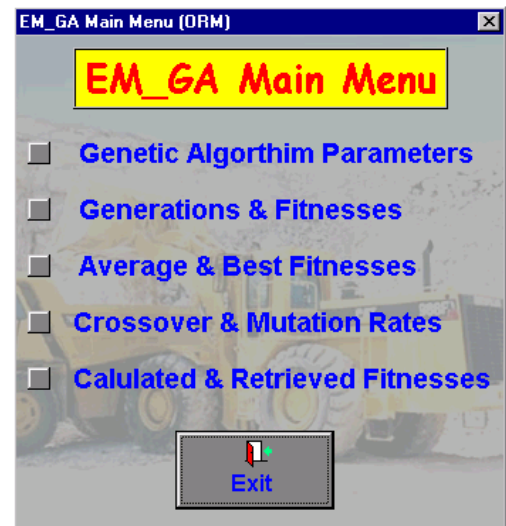 EM_GA Main Menu (ORM)
EM_GA Main Menu
Genetic Algorthim Parameters
Generations & Fitnesses
Average & Best Fitnesses
Crossover & Mutation Rates
Calulated & Retrieved Fitnesses
Exit